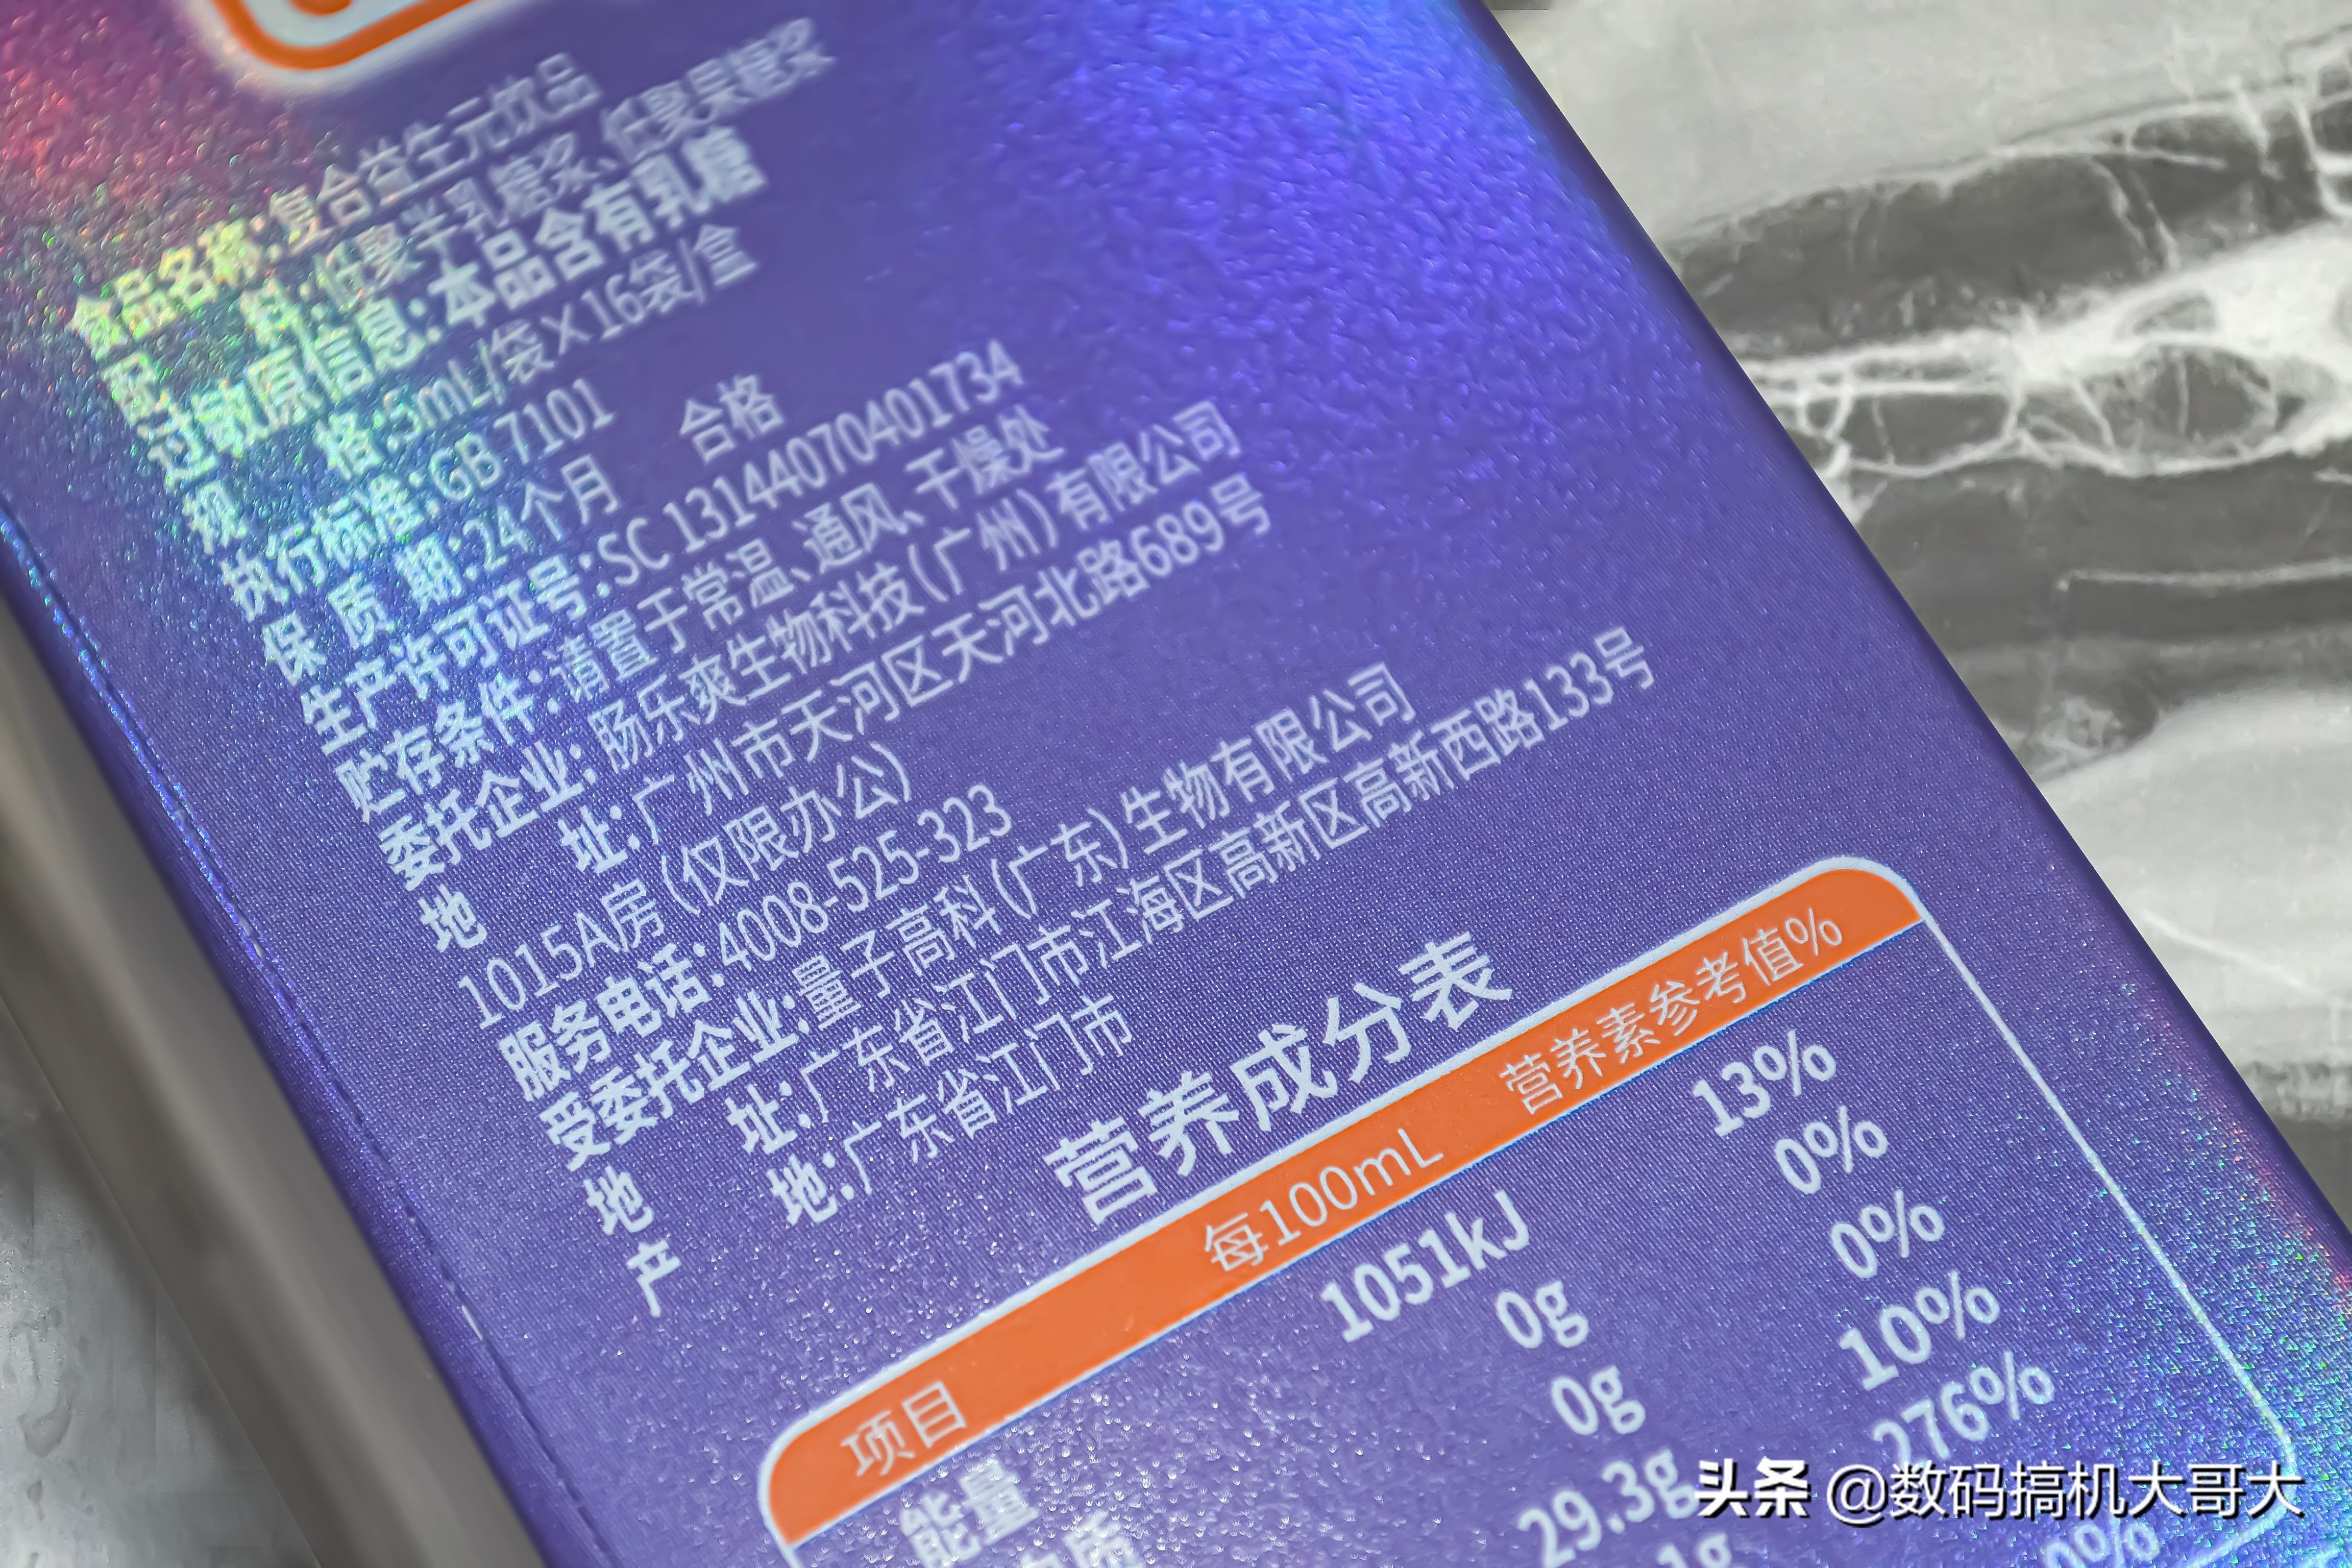 食品名称:复合益生元饮品
配 料:低聚半乳糖浆、低聚果糖浆
过敏原信息:本品含有乳糖
规 格:5mL/袋×16袋/盒
执行标准:GB 7101
保 质 期:24个月 合格
生产许可证号:SC 13144070401734
贮存条件:请置于常温、通风、干燥处
委托企业:肠乐爽生物科技(广州)有限公司
地 址:广州市天河区天河北路689号
1015A房(仅限办公)
服务电话:4008-525-323
受委托企业:量子高科(广东)生物有限公司
地 址:广东省江门市江海区高新区高新西路133号
产 地:广东省江门市
营养成分表
项目 每100mL 营养素参考值%
能量 1051kJ 13%
0g 0%
0g 0%
29.3g 10%
276%
头条 @数码搞机大哥大